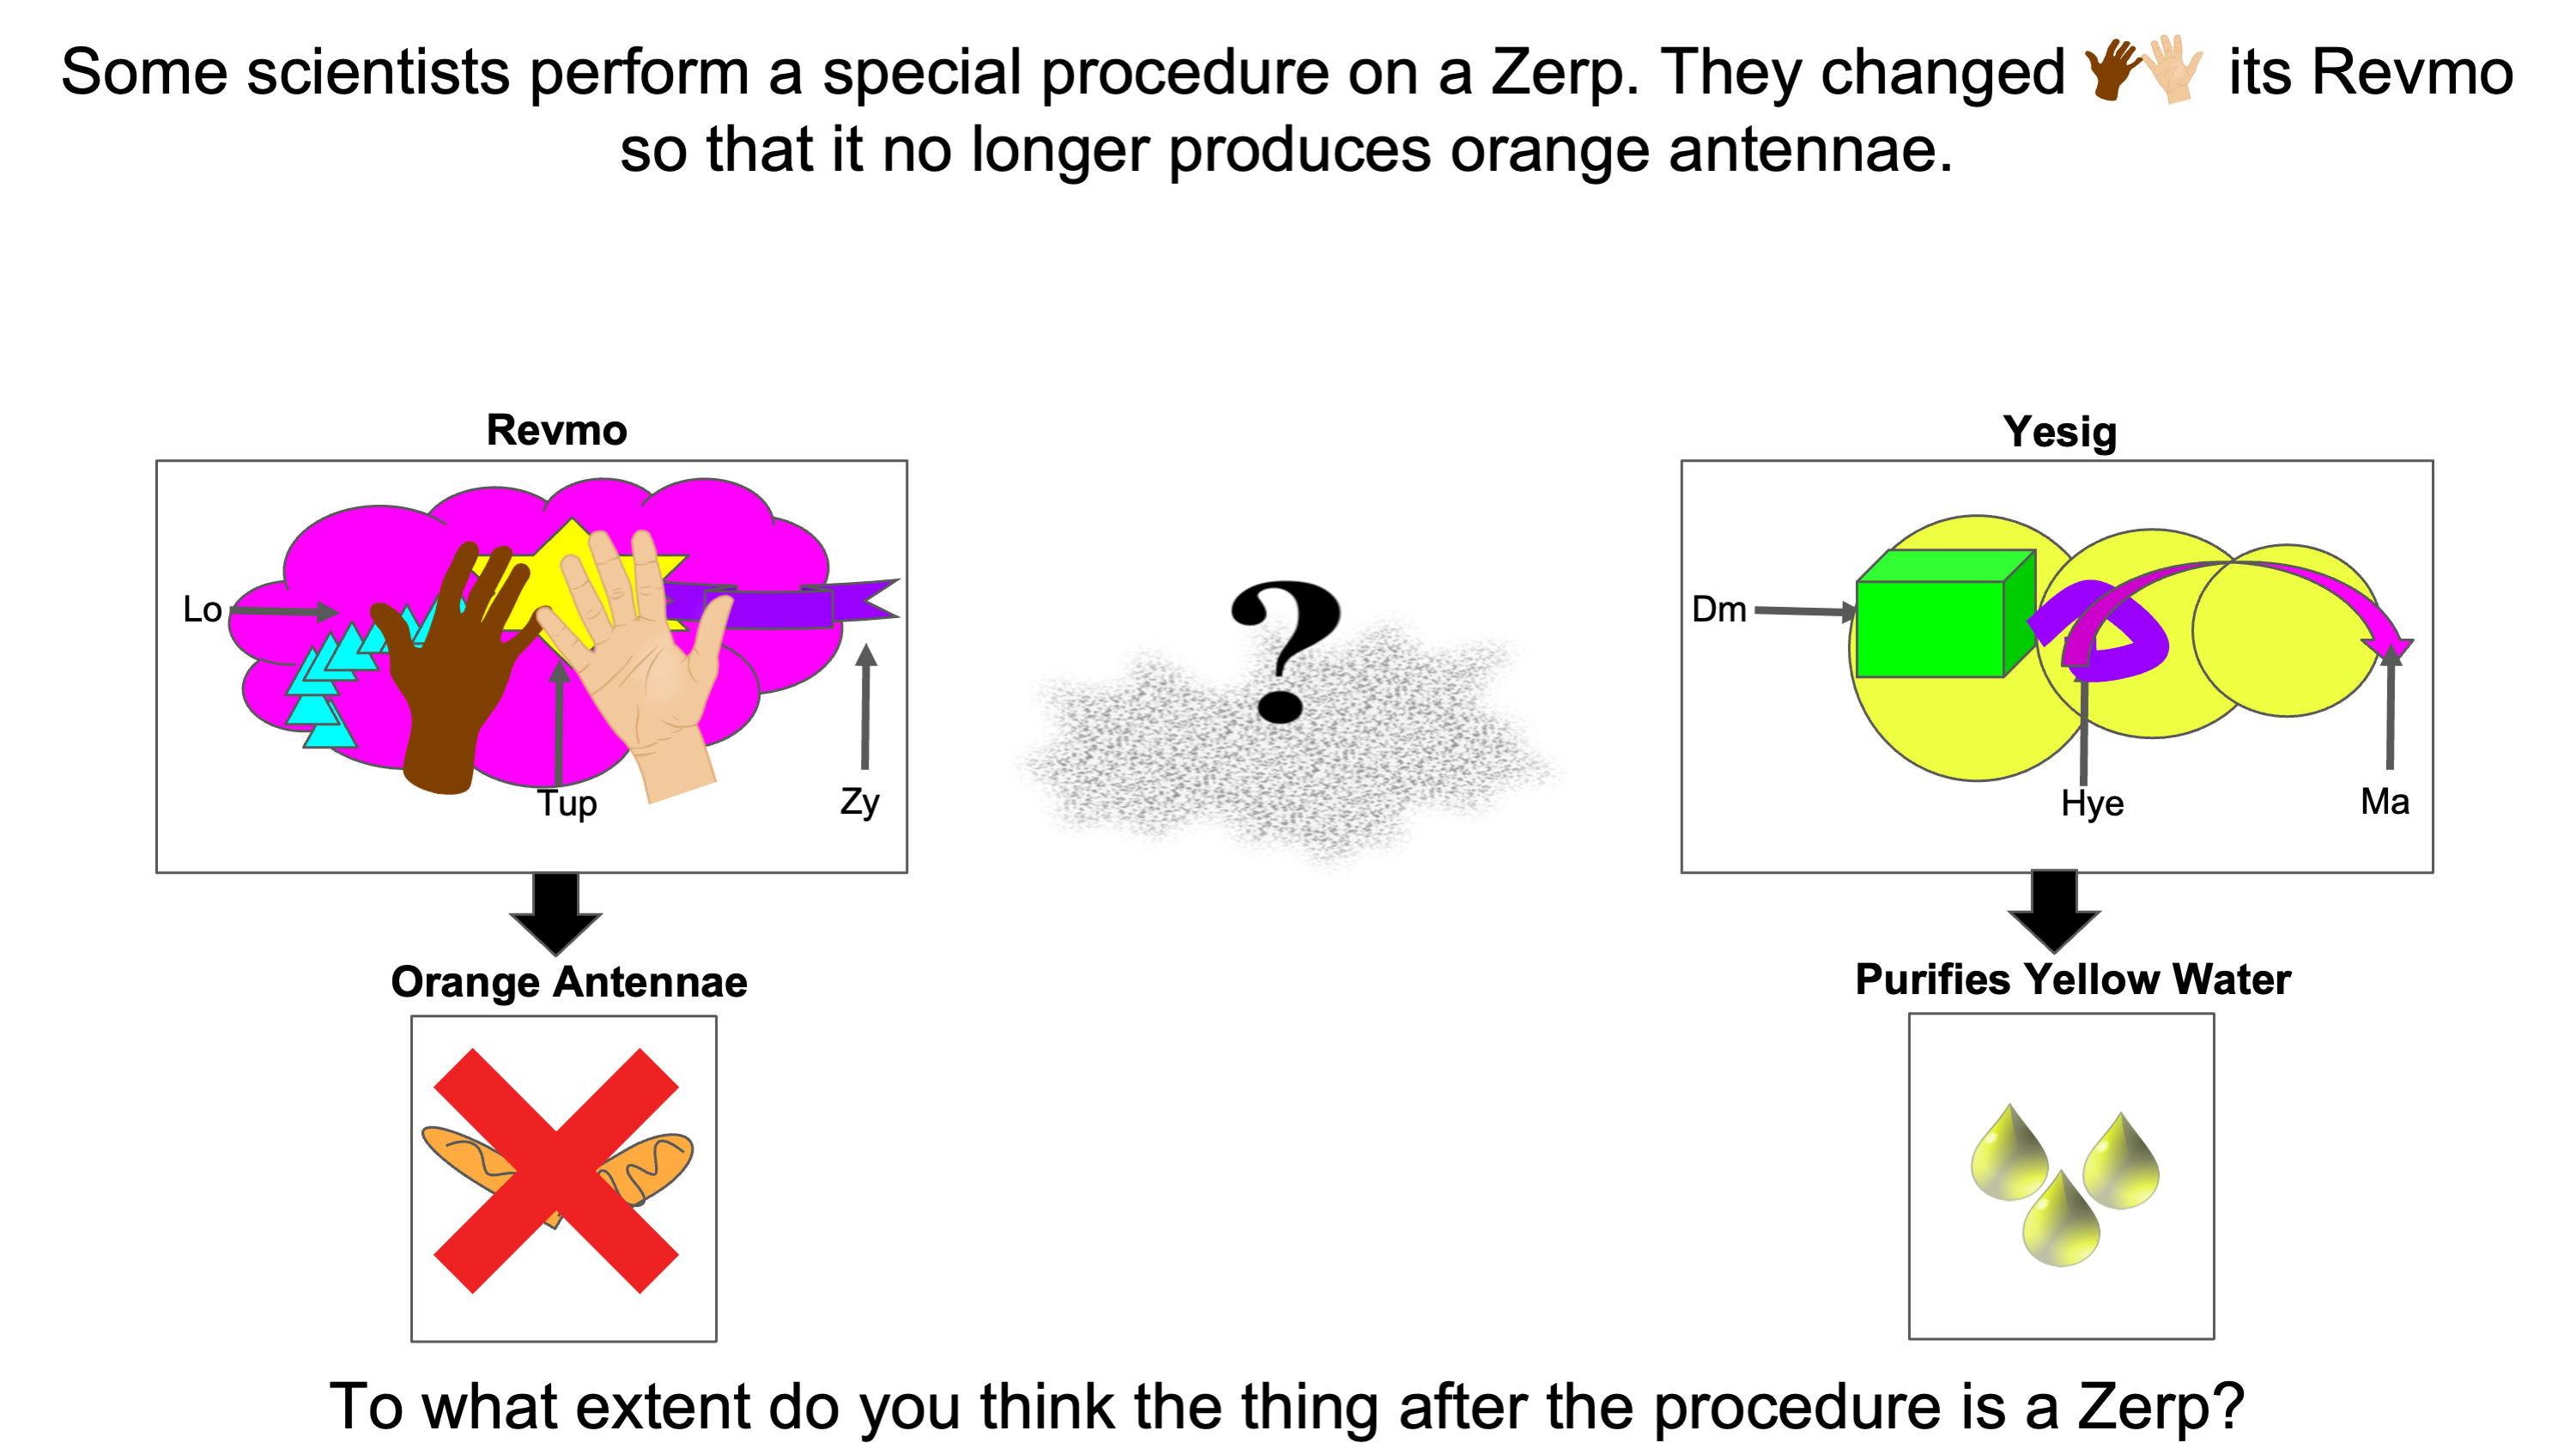 Some scientists perform a special procedure on a Zerp. They changed its Revmo
so that it no longer produces orange antennae.
Revmo
Yesig
Lo
Tup
Zy
?
Dm
Hye
Ma
Orange Antennae
Purifies Yellow Water
To what extent do you think the thing after the procedure is a Zerp?